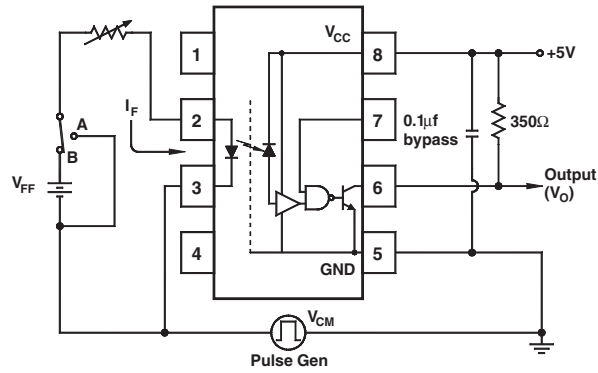 1
2
3
4
V_CC
8
7
6
5
GND
+5V
0.1µf
bypass
350Ω
Output
(V_O)
I_F
A
B
V_FF
V_CM
Pulse Gen